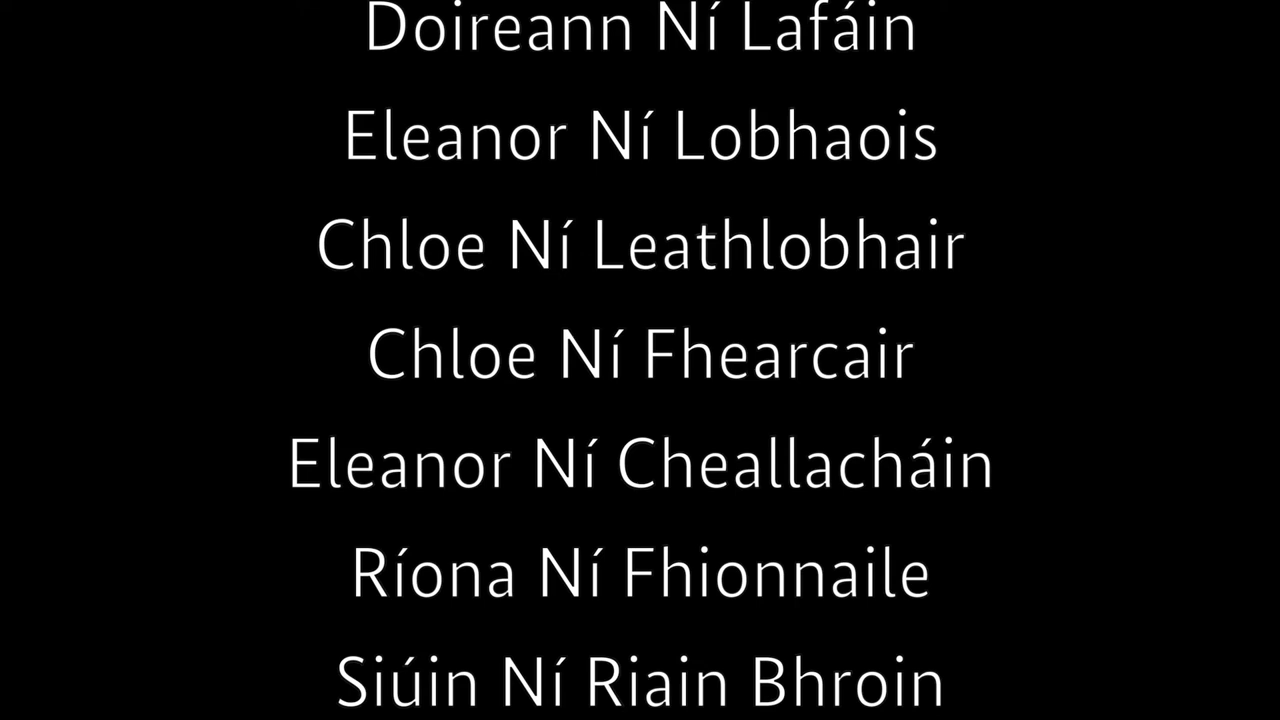 Doireann Ní Lafáin
Eleanor Ní Lobhaois
Chloe Ní Leathlobhair
Chloe Ní Fhearcair
Eleanor Ní Cheallacháin
Ríona Ní Fhionnaile
Siúin Ní Riain Bhroin